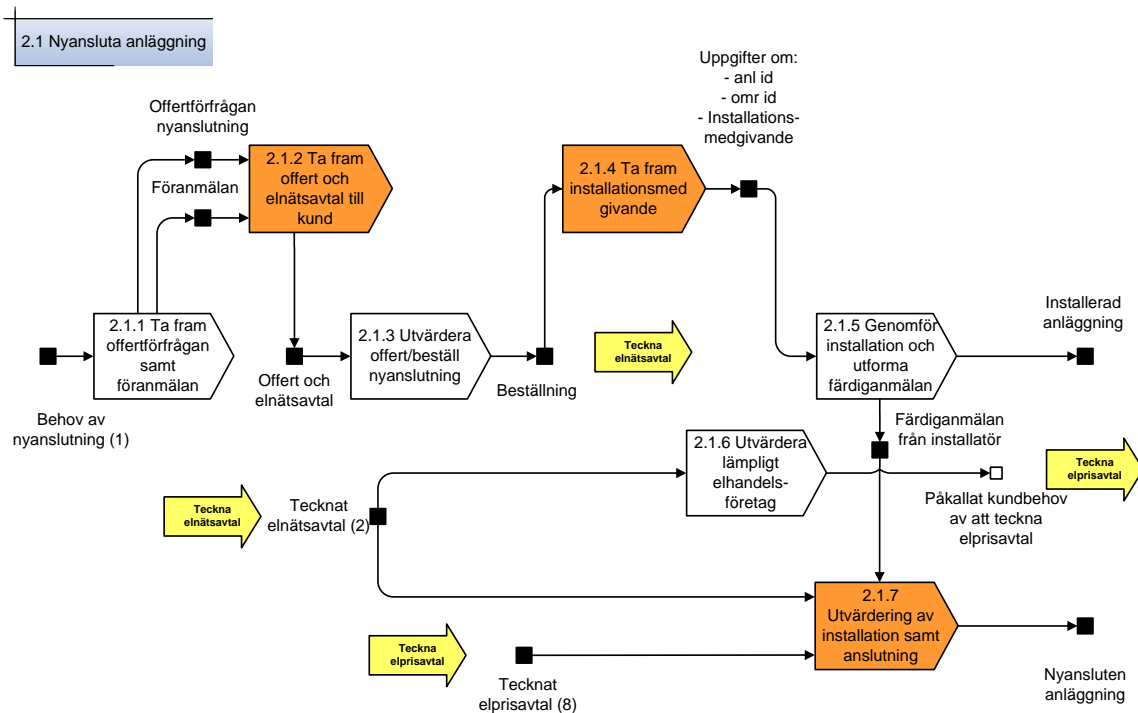 2.1 Nyansluta anläggning
Uppgifter om:
- anl id
- omr id
- Installations-
medgivande
Offertförfrågan
nyanslutning
Föranmälan
2.1.2 Ta fram
offert och
elnätsavtal till
kund
2.1.4 Ta fram
installationsmed
givande
2.1.1 Ta fram
offertförfrågan
samt
föranmälan
Behov av
nyanslutning (1)
Offert och
elnätsavtal
2.1.3 Utvärdera
offert/beställ
nyanslutning
Beställning
Teckna
elnätsavtal
2.1.5 Genomför
installation och
utforma
färdiganmälan
Installerad
anläggning
Färdiganmälan
från installatör
2.1.6 Utvärdera
lämpligt
elhandels-
företag
Påkallat kundbehov
av att teckna
elprisavtal
Teckna
elprisavtal
Teckna
elnätsavtal
Tecknat
elnätsavtal (2)
2.1.7
Utvärdering av
installation samt
anslutning
Teckna
elprisavtal
Tecknat
elprisavtal (8)
Nyansluten
anläggning